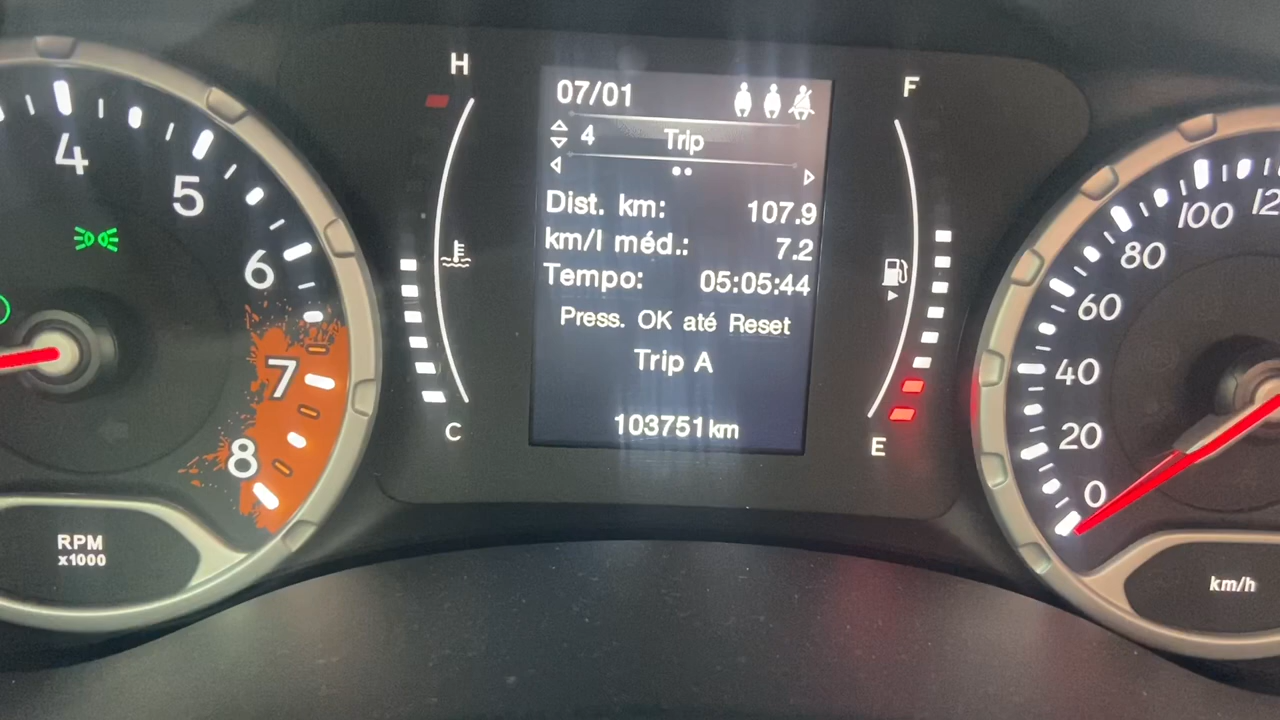 4
5
6
7
8
RPM
x1000
H
C
07/01
4 Trip
Dist. km: 107.9
km/l méd.: 7.2
Tempo: 05:05:44
Press. OK até Reset
Trip A
103751 km
F
E
0
20
40
60
80
100
km/h